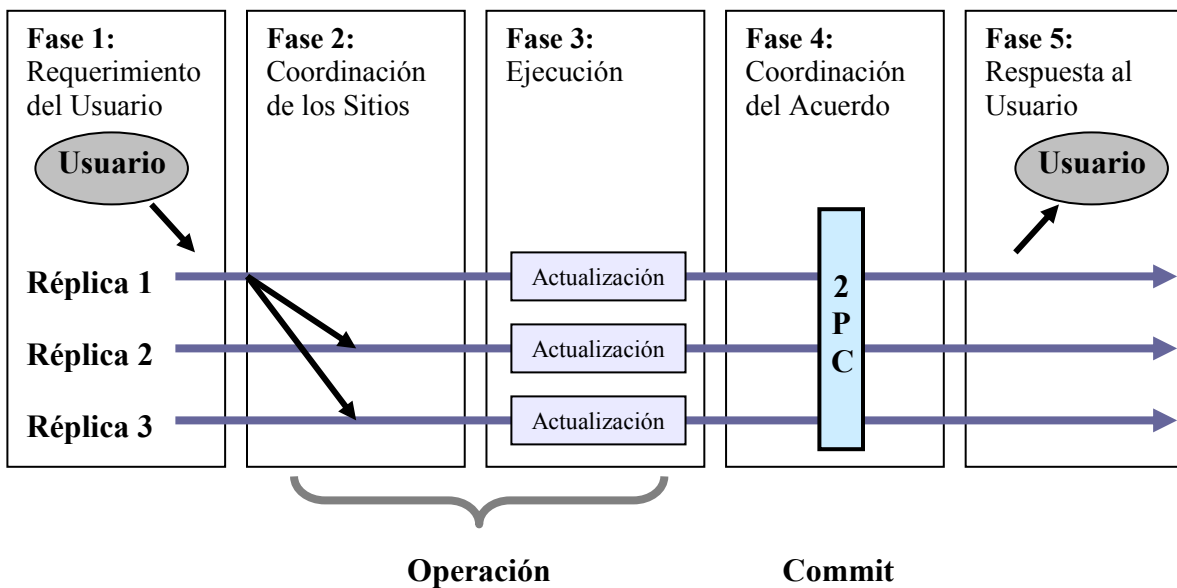 Fase 1:
Requerimiento
del Usuario
Usuario
Fase 2:
Coordinación
de los Sitios
Fase 3:
Ejecución
Fase 4:
Coordinación
del Acuerdo
Fase 5:
Respuesta al
Usuario
Usuario
Réplica 1
Actualización
Réplica 2
Actualización
Réplica 3
Actualización
2
P
C
Operación
Commit